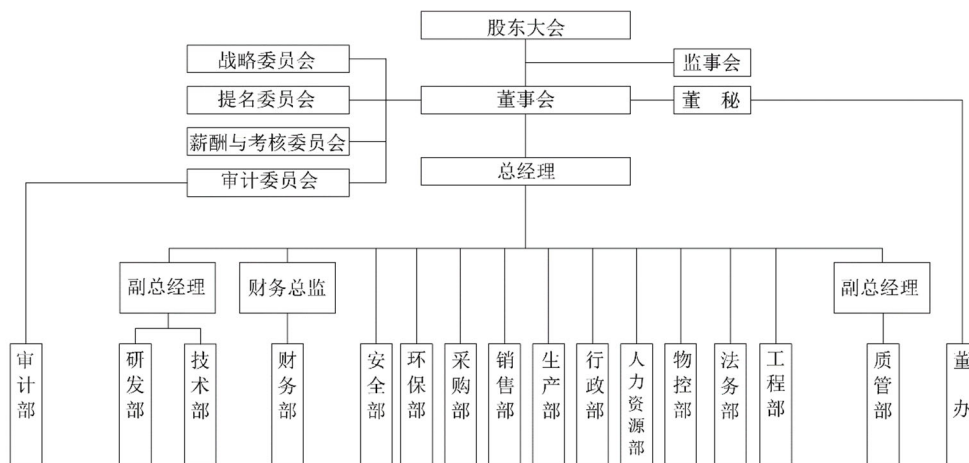 股东大会
战略委员会
监事会
提名委员会
董事会
董 秘
薪酬与考核委员会
审计委员会
总经理
副总经理
财务总监
副总经理
审计部
研发部
技术部
财务部
安全部
环保部
采购部
销售部
生产部
行政部
人力资源部
物控部
法务部
工程部
质管部
董 办